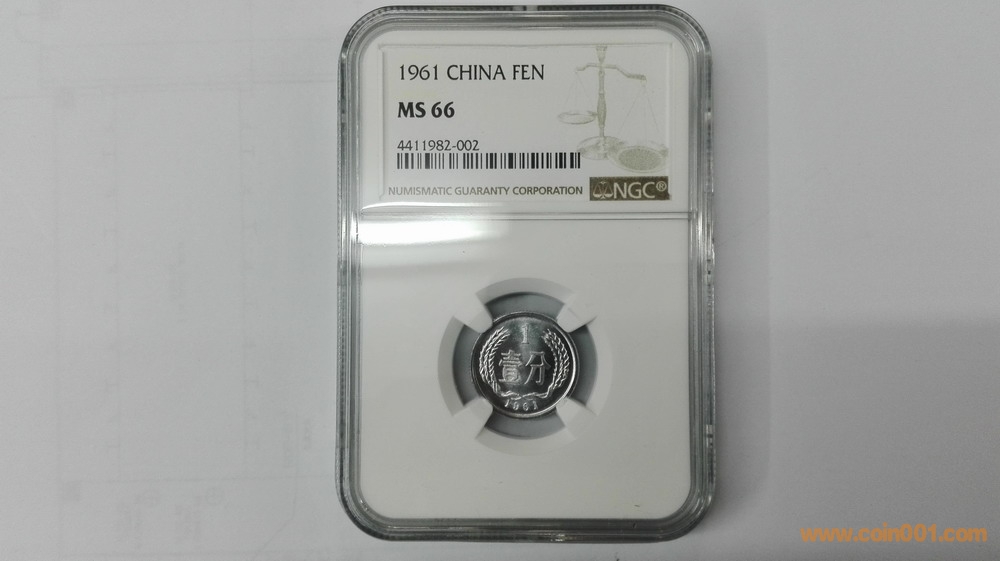 1961 CHINA FEN
MS 66
4411982-002
NUMISMATIC GUARANTY CORPORATION
NGC®
1
壹分
1961
www.coin001.com